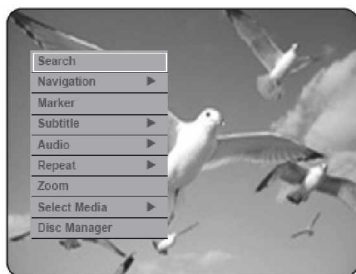 Search
Navigation ►
Marker
Subtitle ►
Audio ►
Repeat ►
Zoom
Select Media ►
Disc Manager